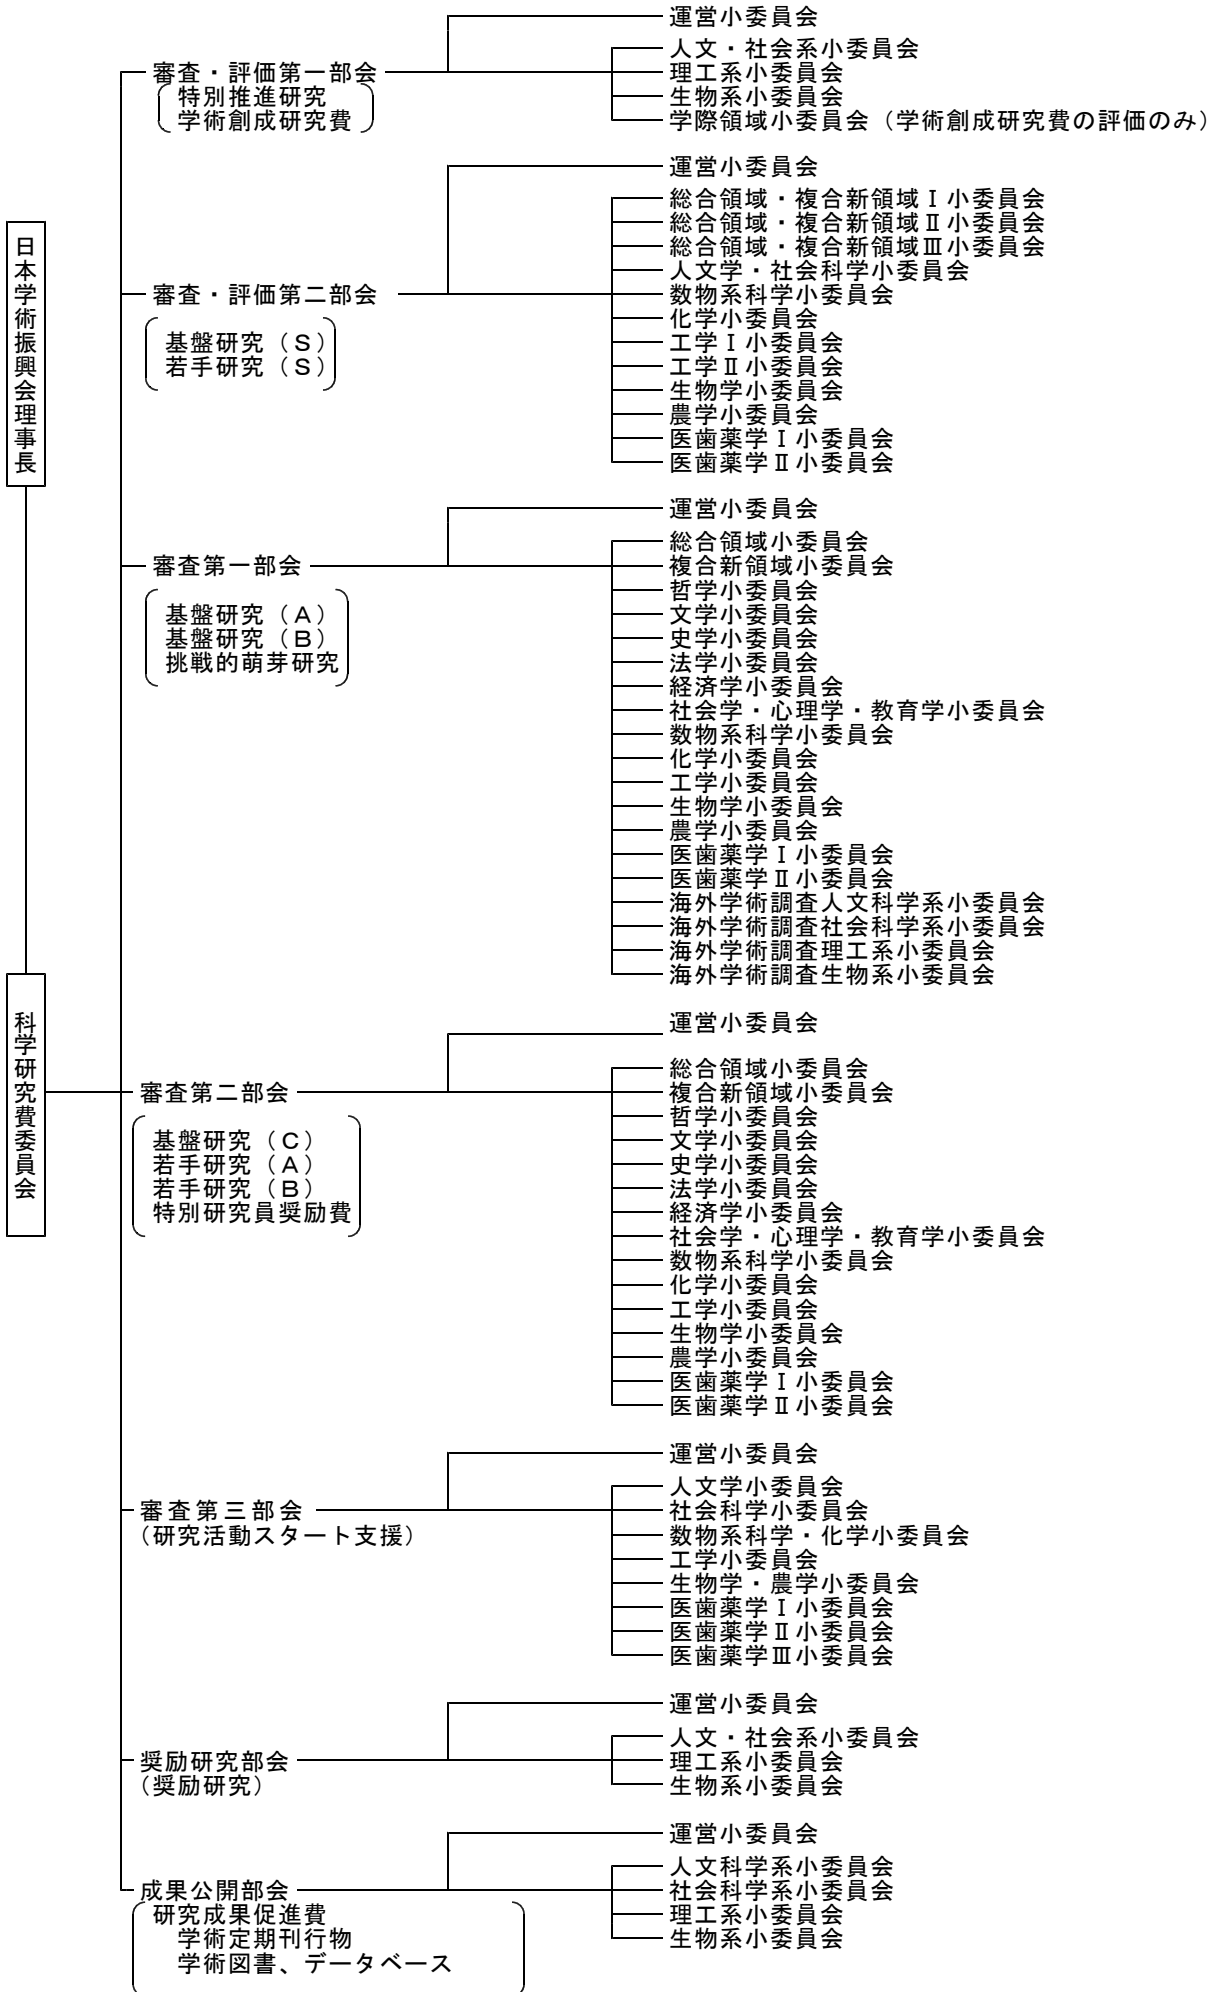 日本学術振興会理事長
科学研究費委員会
審査・評価第一部会
特別推進研究
学術創成研究費
運営小委員会
人文・社会系小委員会
理工系小委員会
生物系小委員会
学際領域小委員会（学術創成研究費の評価のみ）
審査・評価第二部会
基盤研究（Ｓ）
若手研究（Ｓ）
運営小委員会
総合領域・複合新領域Ⅰ小委員会
総合領域・複合新領域Ⅱ小委員会
総合領域・複合新領域Ⅲ小委員会
人文学・社会科学小委員会
数物系科学小委員会
化学小委員会
工学Ⅰ小委員会
工学Ⅱ小委員会
生物学小委員会
農学小委員会
医歯薬学Ⅰ小委員会
医歯薬学Ⅱ小委員会
審査第一部会
基盤研究（Ａ）
基盤研究（Ｂ）
挑戦的萌芽研究
運営小委員会
総合領域小委員会
複合新領域小委員会
哲学小委員会
文学小委員会
史学小委員会
法学小委員会
経済学小委員会
社会学・心理学・教育学小委員会
数物系科学小委員会
化学小委員会
工学小委員会
生物学小委員会
農学小委員会
医歯薬学Ⅰ小委員会
医歯薬学Ⅱ小委員会
海外学術調査人文科学系小委員会
海外学術調査社会科学系小委員会
海外学術調査理工系小委員会
海外学術調査生物系小委員会
審査第二部会
基盤研究（Ｃ）
若手研究（Ａ）
若手研究（Ｂ）
特別研究員奨励費
運営小委員会
総合領域小委員会
複合新領域小委員会
哲学小委員会
文学小委員会
史学小委員会
法学小委員会
経済学小委員会
社会学・心理学・教育学小委員会
数物系科学小委員会
化学小委員会
工学小委員会
生物学小委員会
農学小委員会
医歯薬学Ⅰ小委員会
医歯薬学Ⅱ小委員会
審査第三部会
（研究活動スタート支援）
運営小委員会
人文学小委員会
社会科学小委員会
数物系科学・化学小委員会
工学小委員会
生物学・農学小委員会
医歯薬学Ⅰ小委員会
医歯薬学Ⅱ小委員会
医歯薬学Ⅲ小委員会
奨励研究部会
（奨励研究）
運営小委員会
人文・社会系小委員会
理工系小委員会
生物系小委員会
成果公開部会
研究成果促進費
学術定期刊行物
学術図書、データベース
運営小委員会
人文科学系小委員会
社会科学系小委員会
理工系小委員会
生物系小委員会